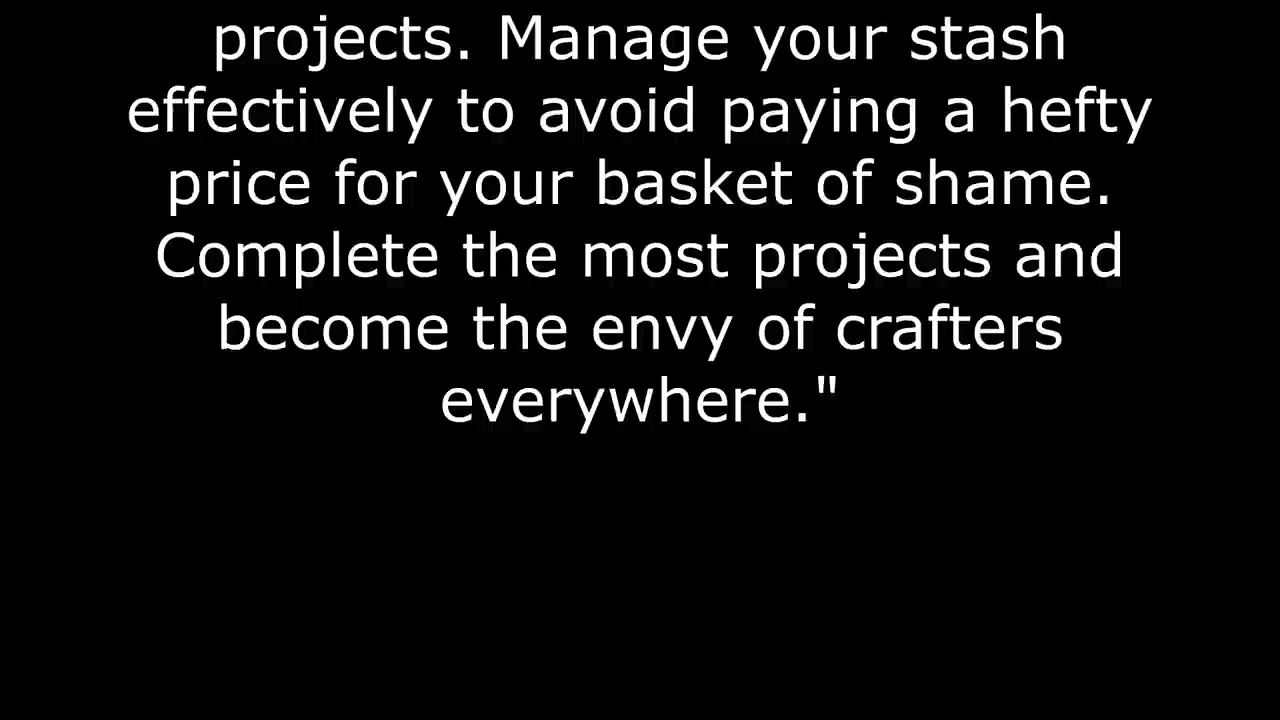 projects. Manage your stash
effectively to avoid paying a hefty
price for your basket of shame.
Complete the most projects and
become the envy of crafters
everywhere."